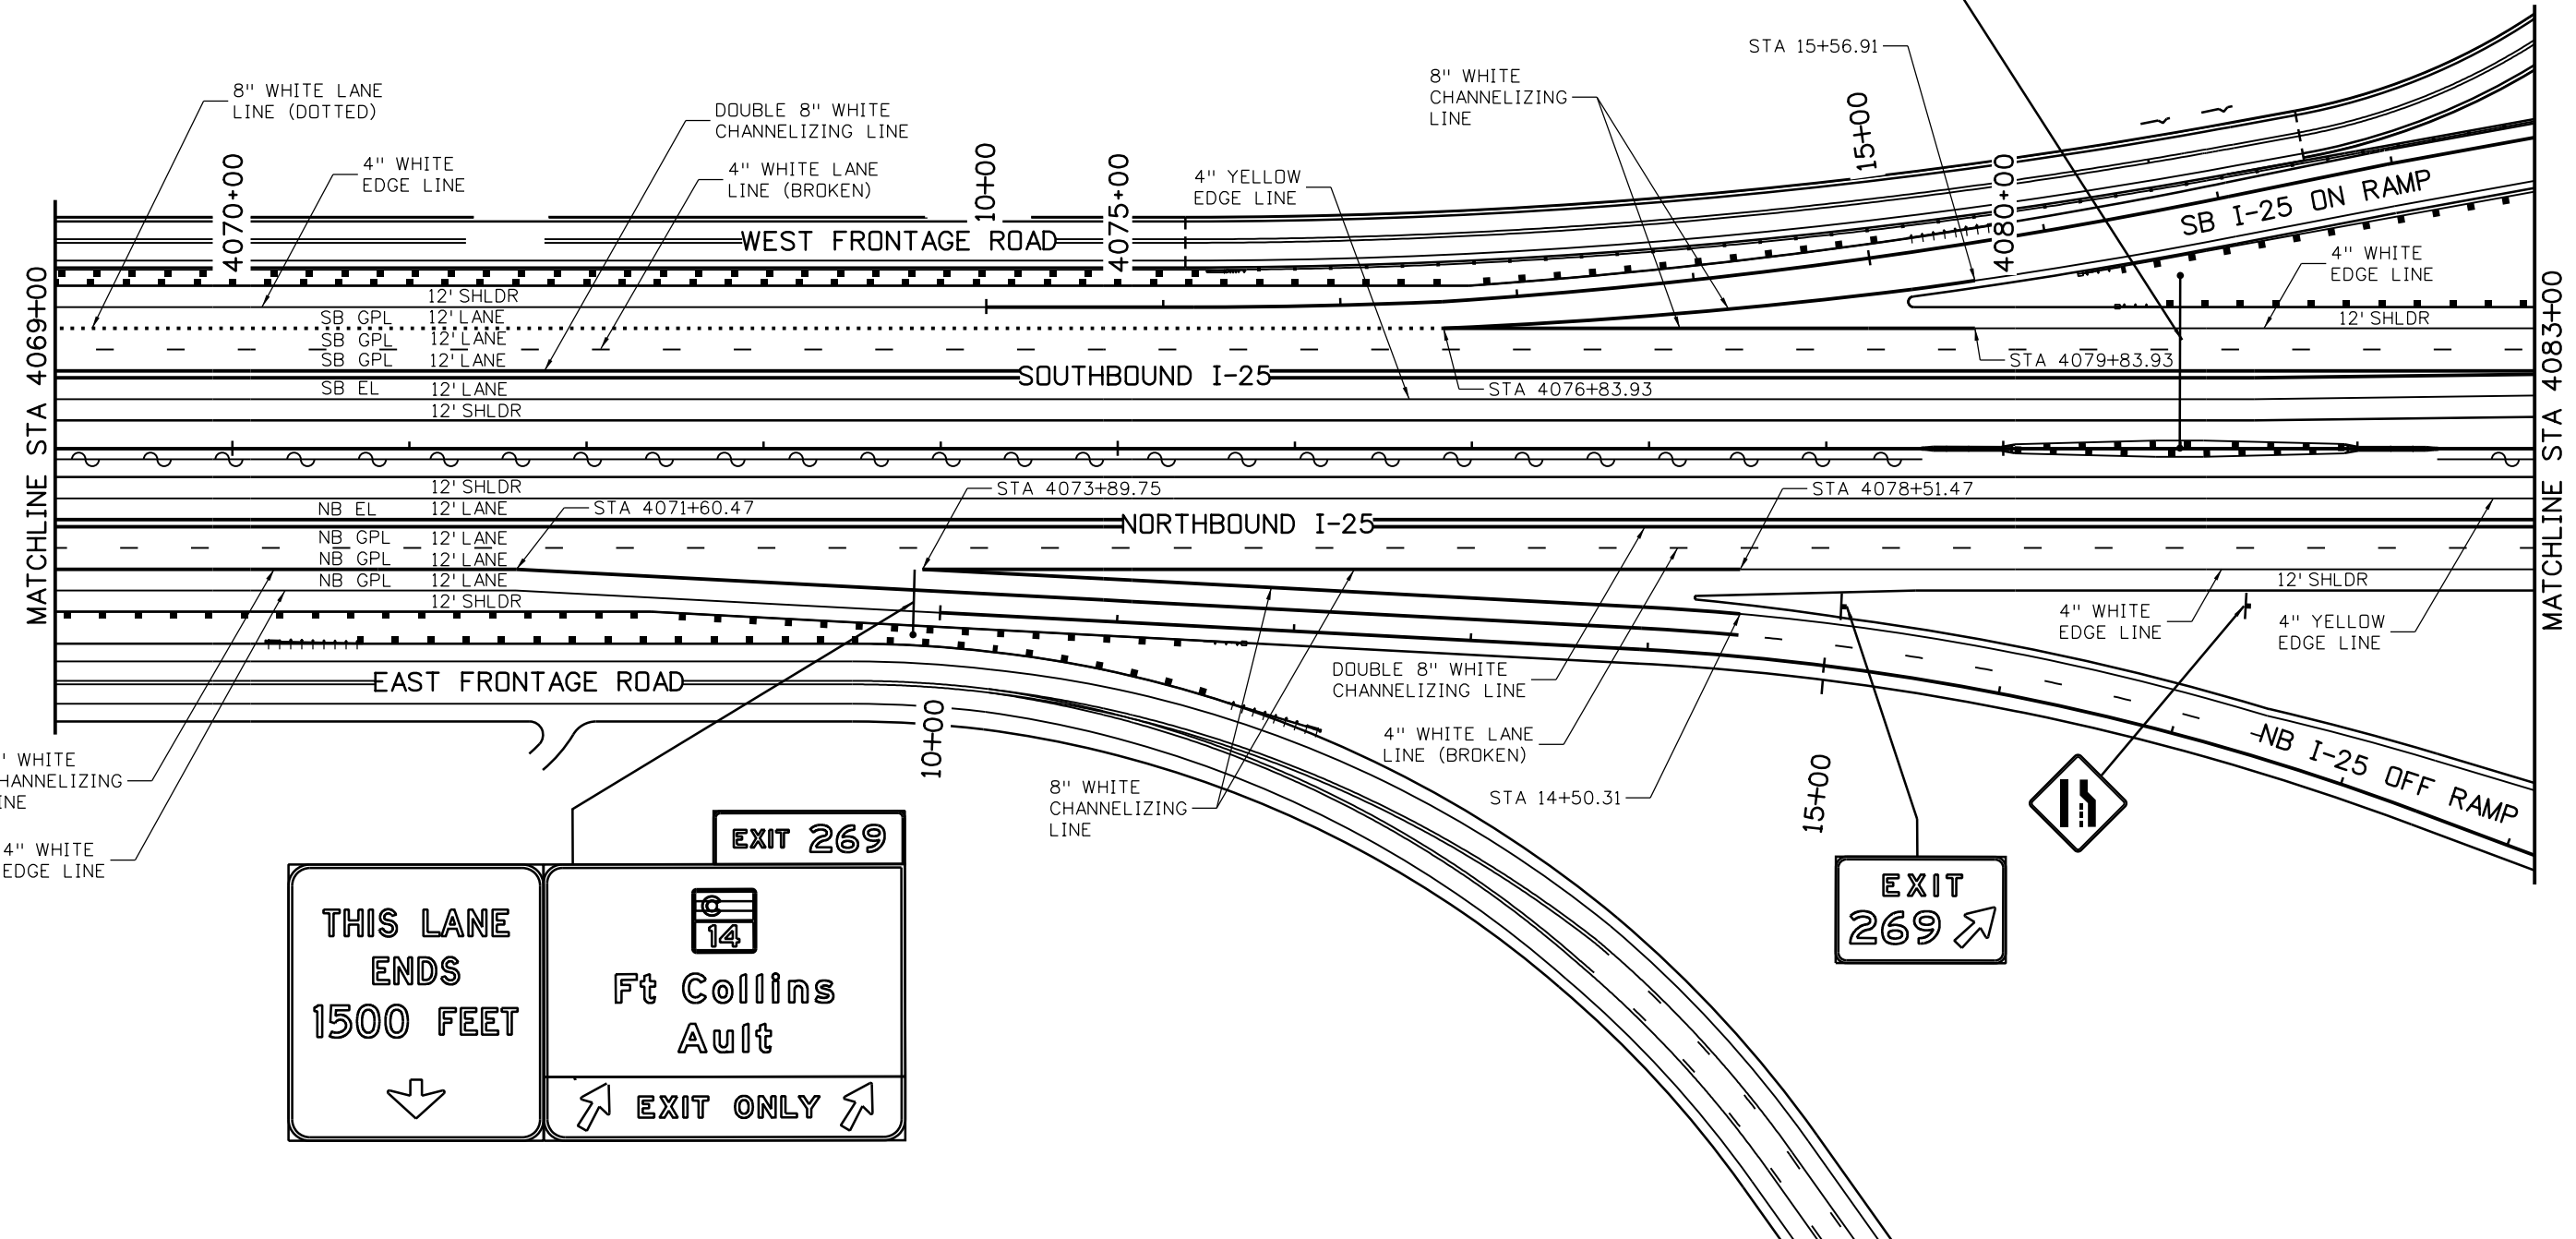 STA 15+56.91
8" WHITE
CHANNELIZING
LINE
8" WHITE LANE
LINE (DOTTED)
DOUBLE 8" WHITE
CHANNELIZING LINE
4" WHITE
EDGE LINE
4" WHITE LANE
LINE (BROKEN)
4" YELLOW
EDGE LINE
4070+00
10+00
4075+00
15+00
4080+00
WEST FRONTAGE ROAD
SB I-25 ON RAMP
4" WHITE
EDGE LINE
MATCHLINE STA 4069+00
MATCHLINE STA 4083+00
12' SHLDR
SB GPL 12' LANE
SB GPL 12' LANE
SB GPL 12' LANE
SB EL 12' LANE
12' SHLDR
12' SHLDR
SOUTHBOUND I-25
STA 4079+83.93
STA 4076+83.93
12' SHLDR
STA 4073+89.75
STA 4078+51.47
NB EL 12' LANE
STA 4071+60.47
NORTHBOUND I-25
NB GPL 12' LANE
NB GPL 12' LANE
NB GPL 12' LANE
12' SHLDR
12' SHLDR
4" WHITE
EDGE LINE
4" YELLOW
EDGE LINE
EAST FRONTAGE ROAD
DOUBLE 8" WHITE
CHANNELIZING LINE
4" WHITE LANE
LINE (BROKEN)
10+00
15+00
NB I-25 OFF RAMP
" WHITE
HANNELIZING
INE
8" WHITE
CHANNELIZING
LINE
STA 14+50.31
4" WHITE
EDGE LINE
EXIT 269
THIS LANE
ENDS
1500 FEET
C
14
Ft Collins
Ault
EXIT ONLY
EXIT
269